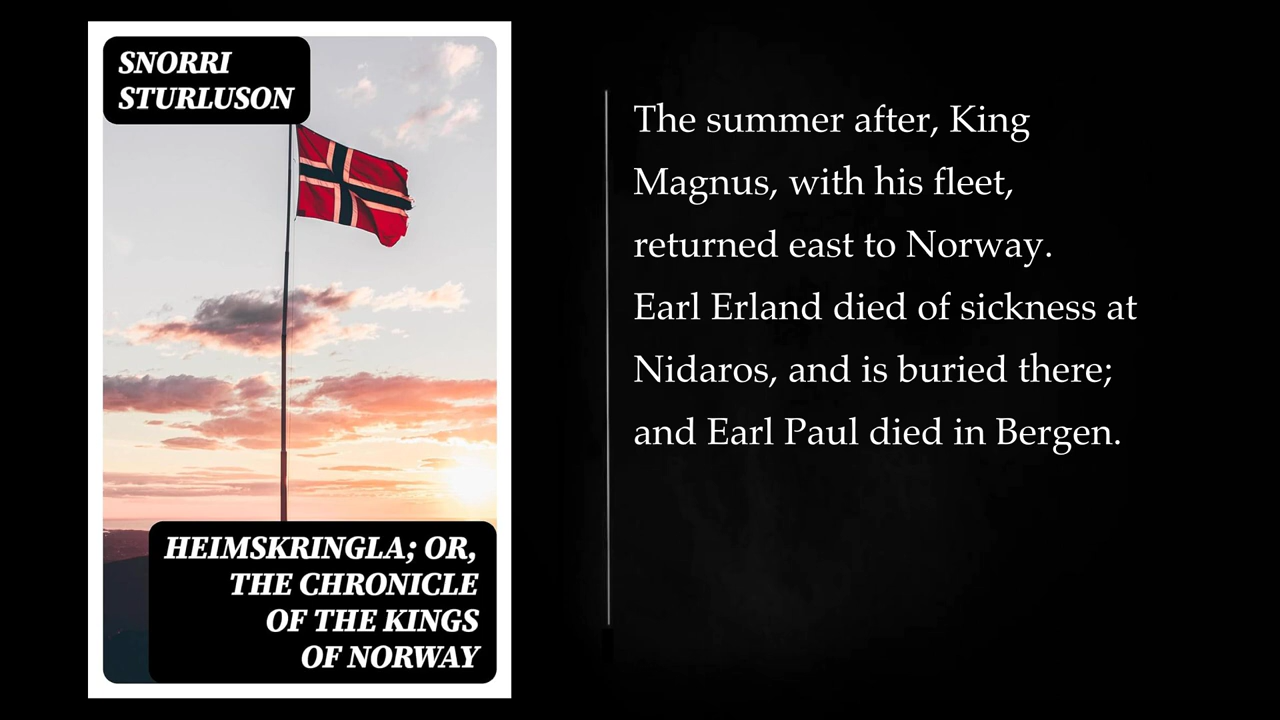 SNORRI
STURLUSON
HEIMSKRINGLA; OR,
THE CHRONICLE
OF THE KINGS
OF NORWAY
The summer after, King
Magnus, with his fleet,
returned east to Norway.
Earl Erland died of sickness at
Nidaros, and is buried there;
and Earl Paul died in Bergen.